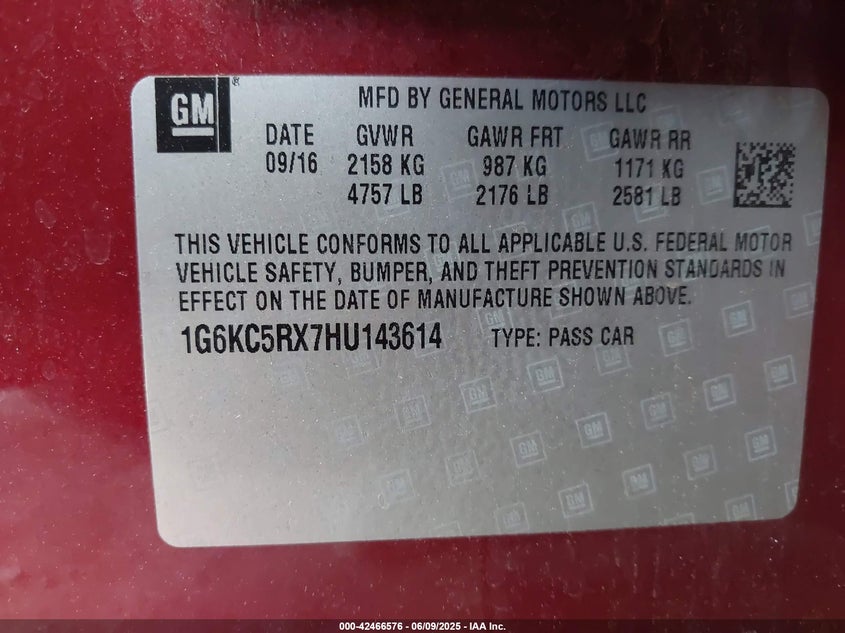 GM ®
MFD BY GENERAL MOTORS LLC
DATE GVWR GAWR FRT GAWR RR
09/16 2158 KG 987 KG 1171 KG
4757 LB 2176 LB 2581 LB
THIS VEHICLE CONFORMS TO ALL APPLICABLE U.S. FEDERAL MOTOR
VEHICLE SAFETY, BUMPER, AND THEFT PREVENTION STANDARDS IN
EFFECT ON THE DATE OF MANUFACTURE SHOWN ABOVE.
1G6KC5RX7HU143614 TYPE: PASS CAR
000-42466576 | 06/09/2025 - IAA Inc.